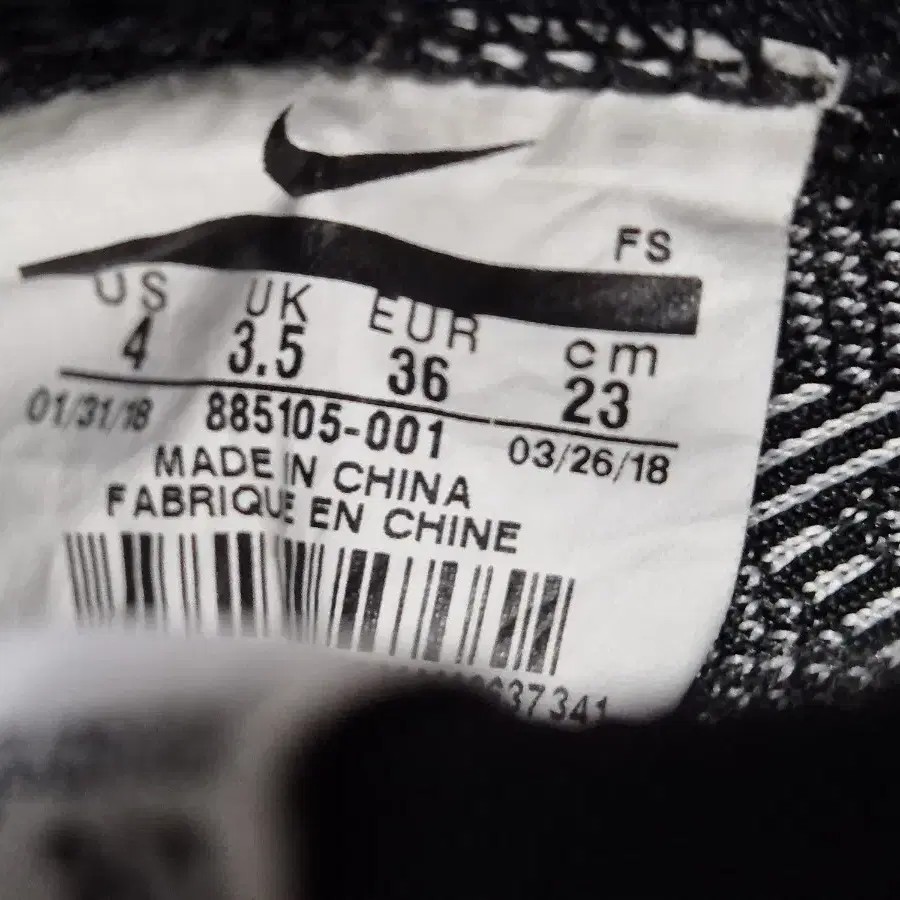 FS
US UK EUR cm
4 3.5 36 23
01/31/18 885105-001 03/26/18
MADE IN CHINA
FABRIQUE EN CHINE
37341